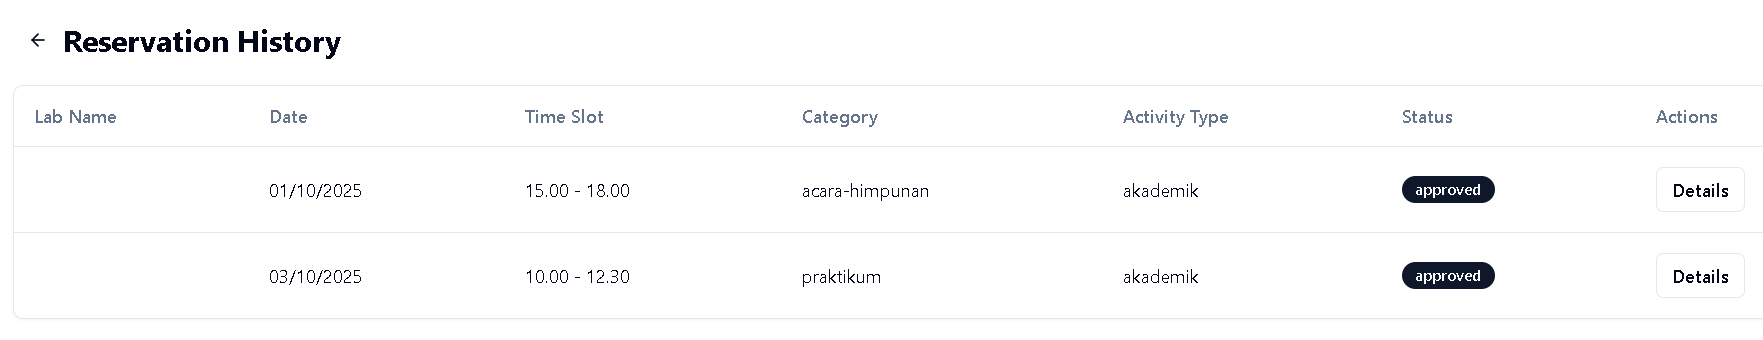 Reservation History
Lab Name Date Time Slot Category Activity Type Status Actions
01/10/2025 15.00 - 18.00 acara-himpunan akademik approved Details
03/10/2025 10.00 - 12.30 praktikum akademik approved Details